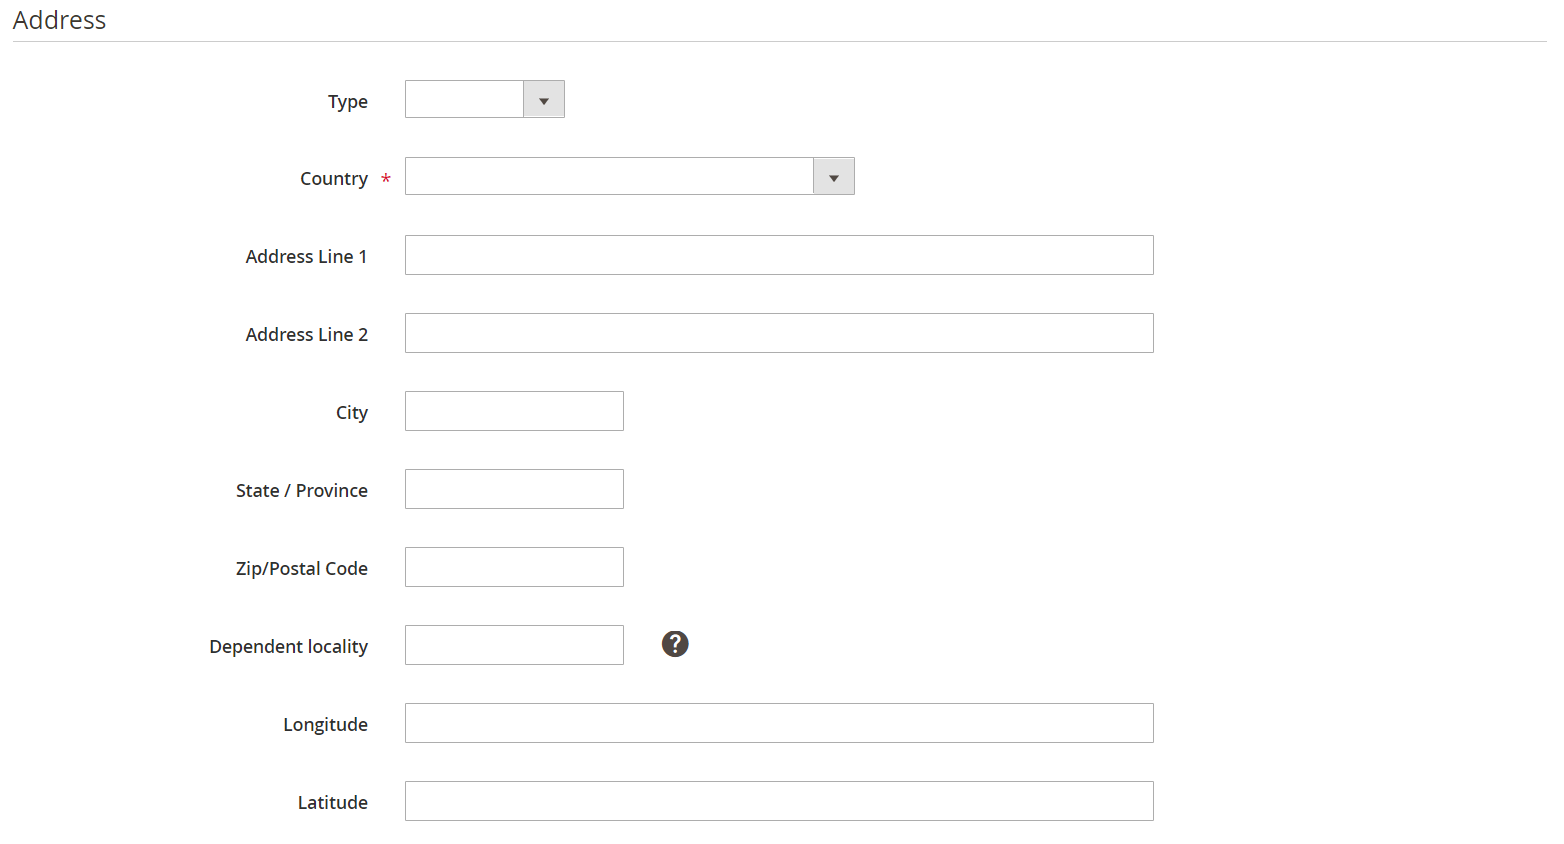 Address
Type
Country *
Address Line 1
Address Line 2
City
State / Province
Zip/Postal Code
Dependent locality ?
Longitude
Latitude